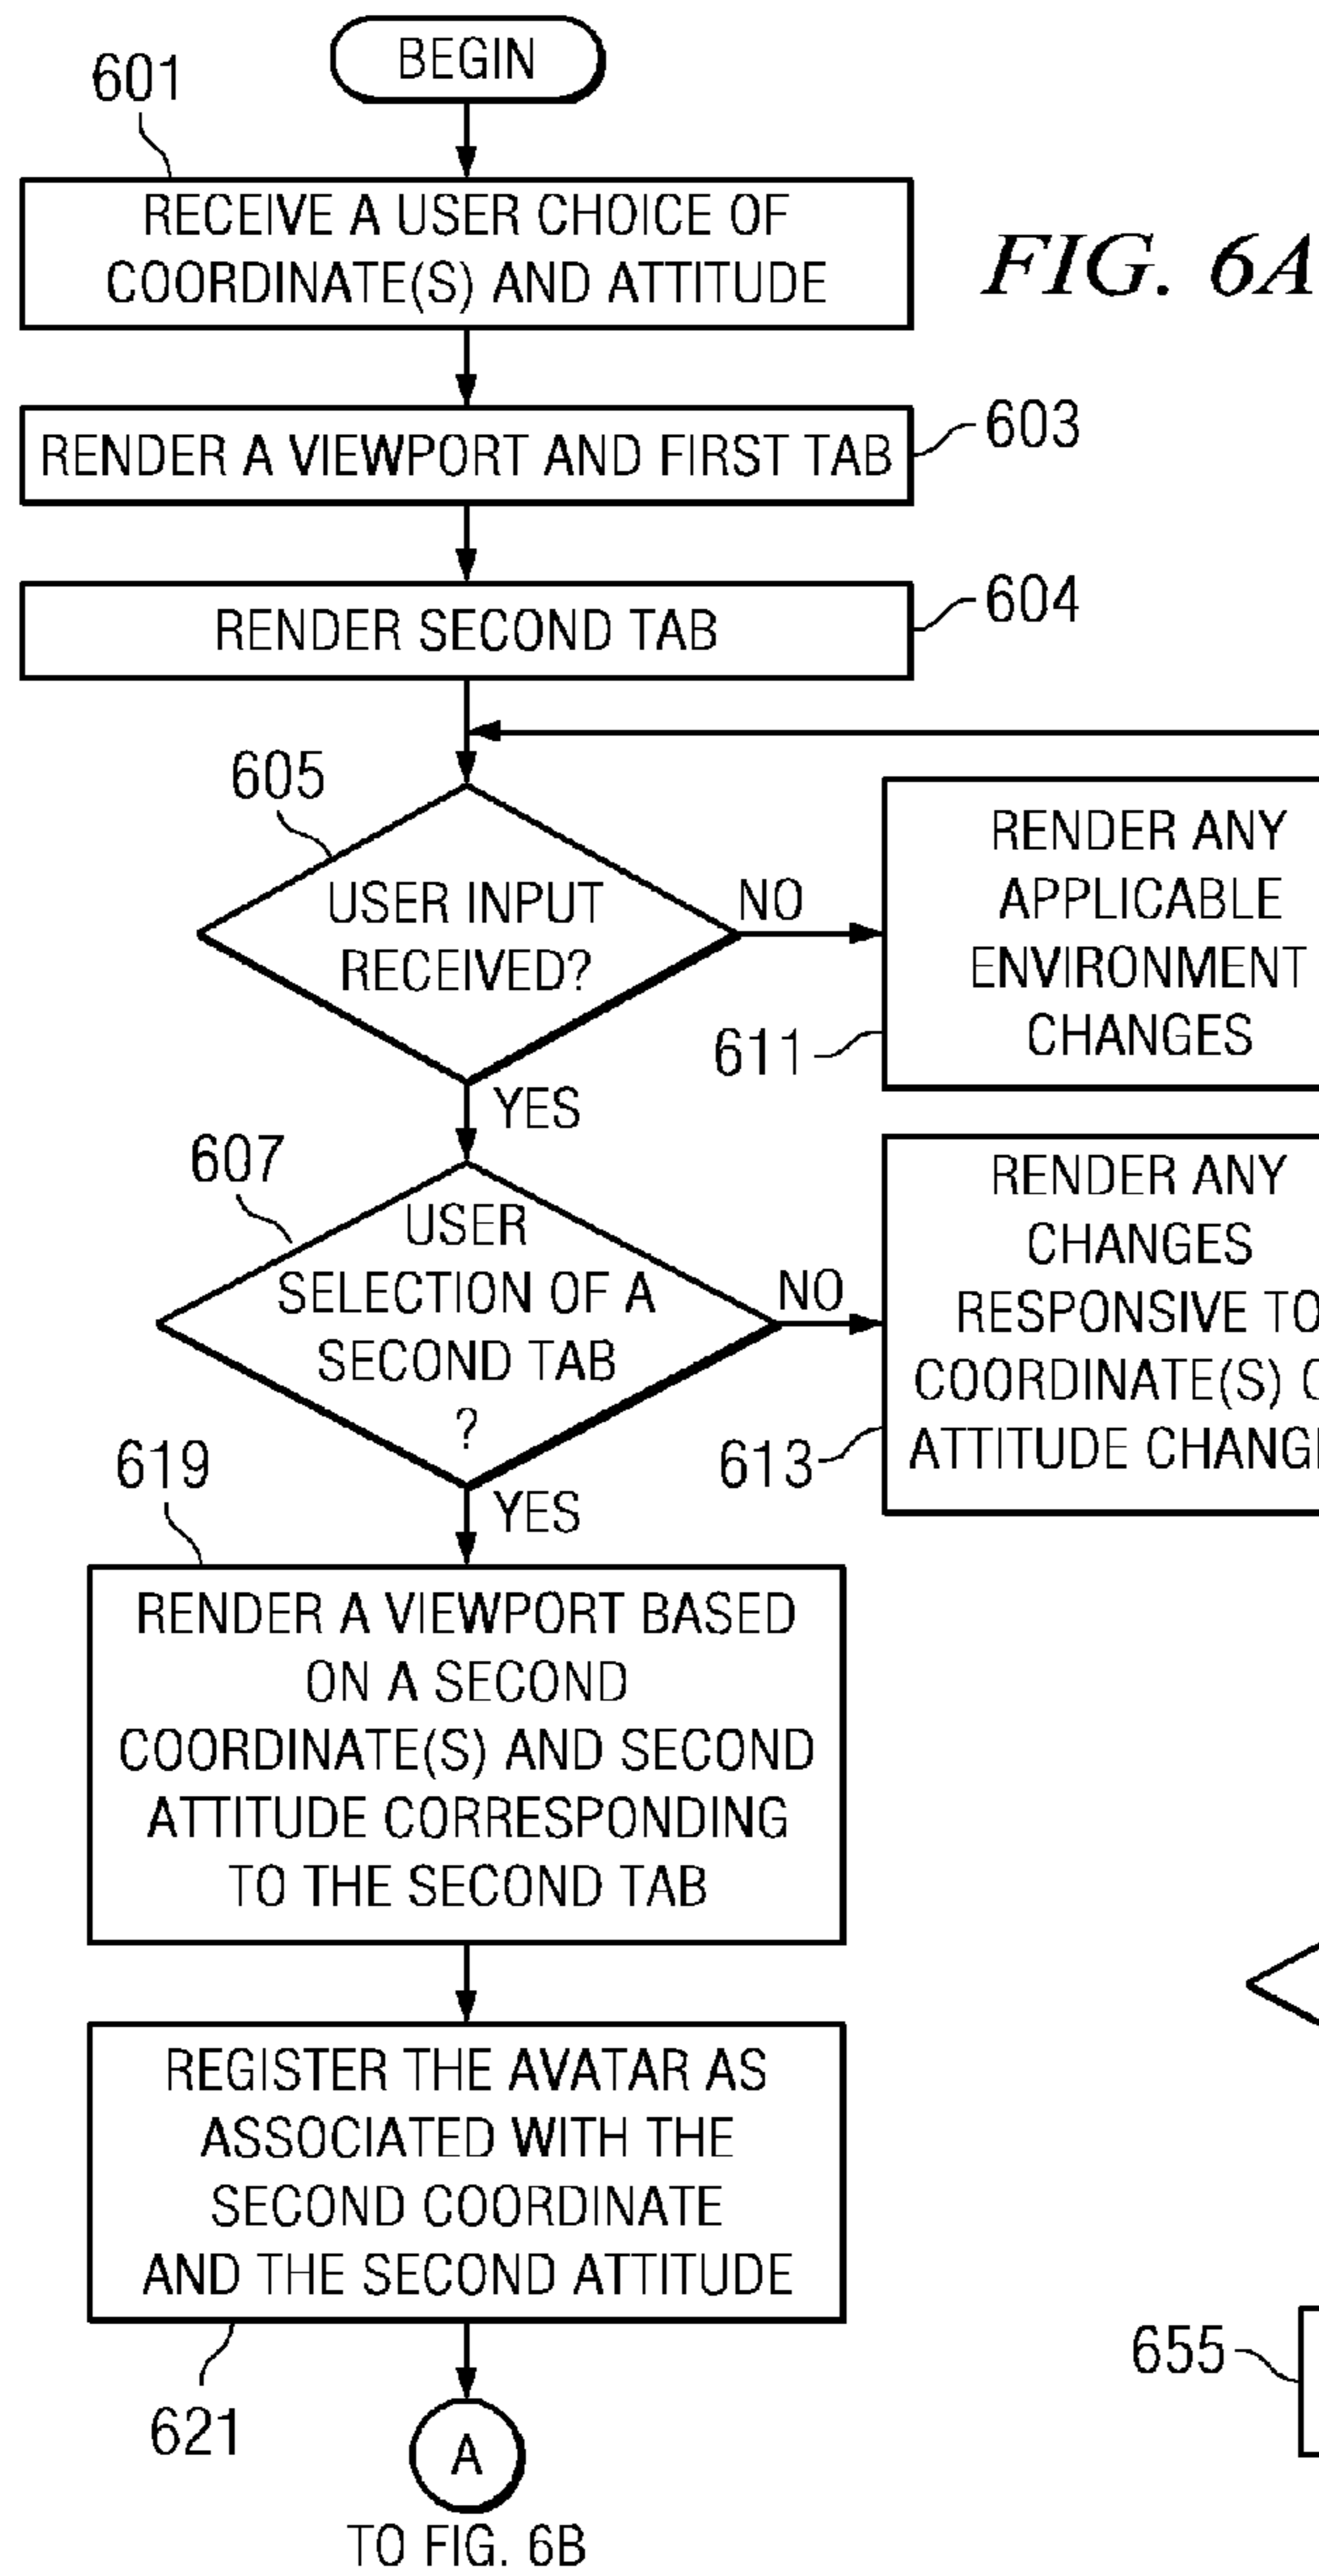 BEGIN
601
RECEIVE A USER CHOICE OF
COORDINATE(S) AND ATTITUDE
FIG. 6A
RENDER A VIEWPORT AND FIRST TAB
603
RENDER SECOND TAB
604
605
USER INPUT
RECEIVED?
NO
YES
RENDER ANY
APPLICABLE
ENVIRONMENT
CHANGES
611
607
USER
SELECTION OF A
SECOND TAB
?
NO
YES
RENDER ANY
CHANGES
RESPONSIVE TO
COORDINATE(S)
ATTITUDE
613
619
RENDER A VIEWPORT BASED
ON A SECOND
COORDINATE(S) AND SECOND
ATTITUDE CORRESPONDING
TO THE SECOND TAB
REGISTER THE AVATAR AS
ASSOCIATED WITH THE
SECOND COORDINATE
AND THE SECOND ATTITUDE
621
A
TO FIG. 6B
655